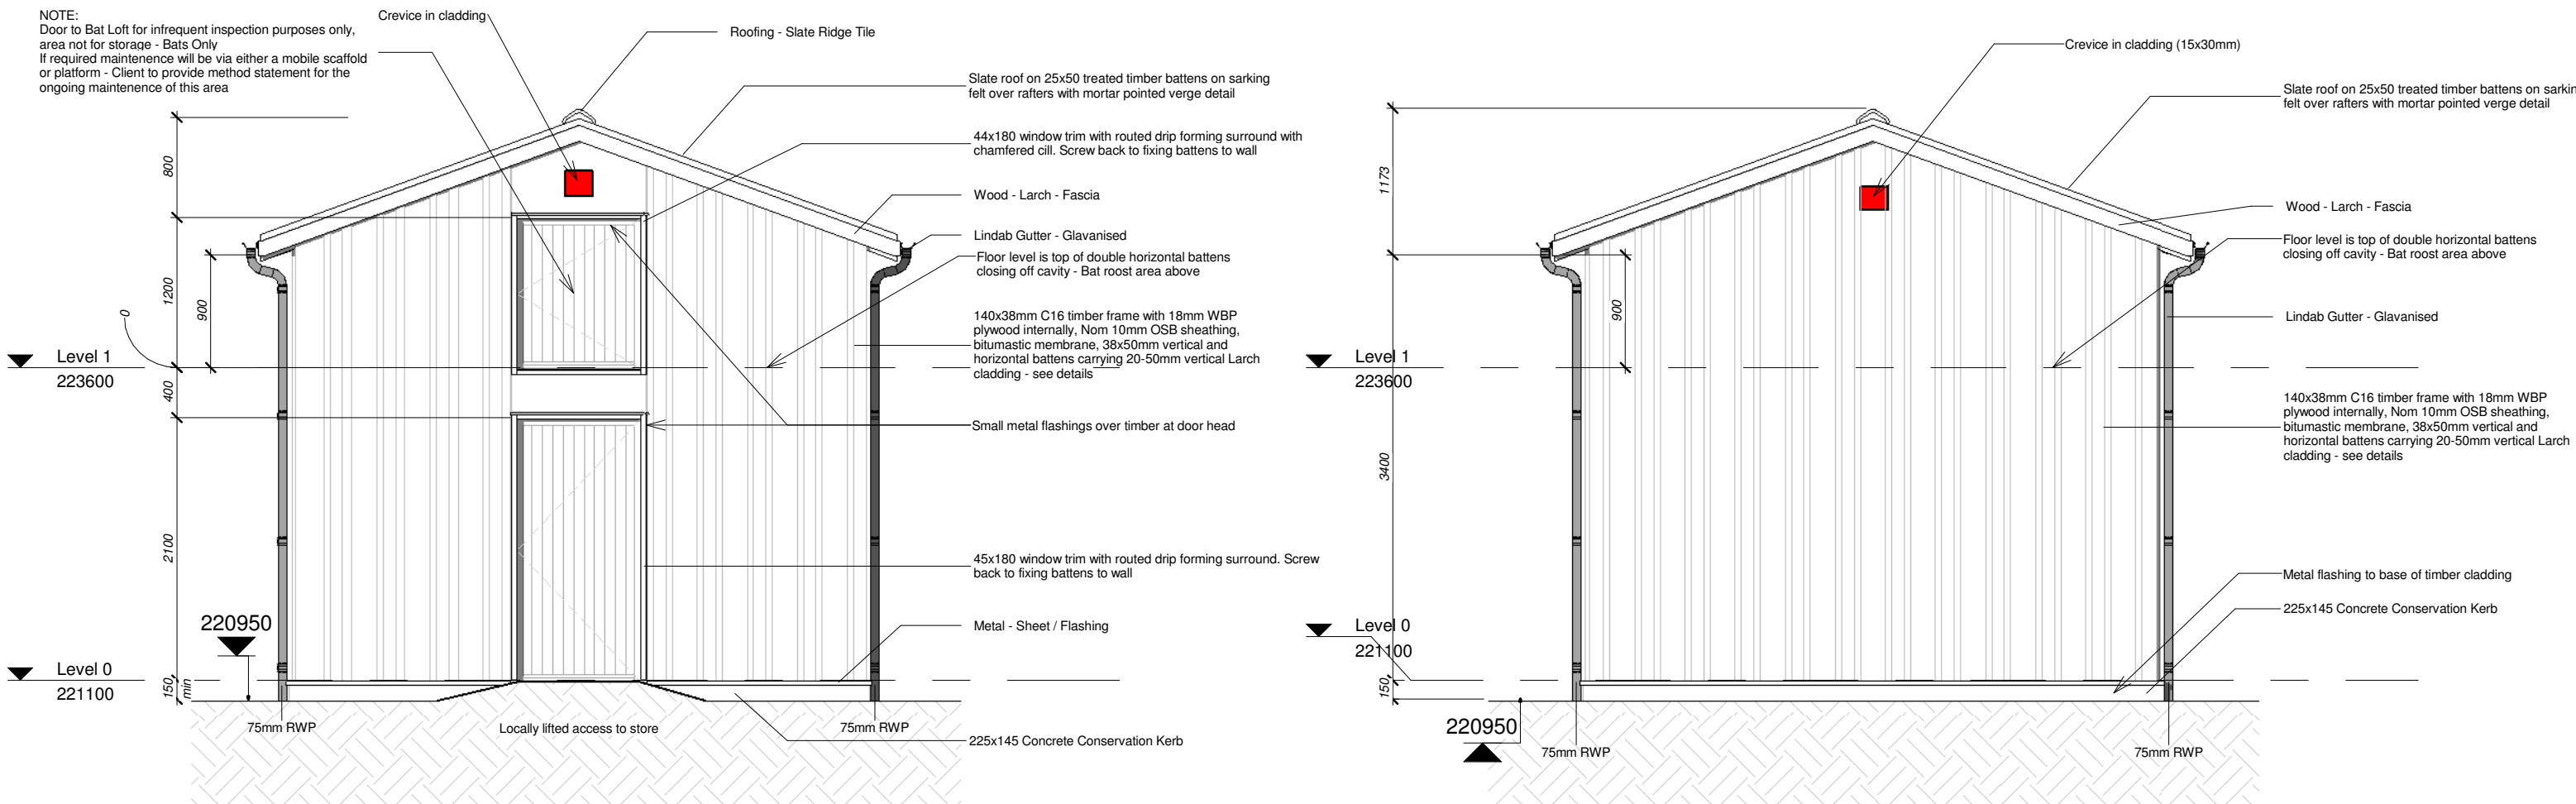 NOTE:
Door to Bat Loft for infrequent inspection purposes only,
area not for storage - Bats Only
If required maintenence will be via either a mobile scaffold
or platform - Client to provide method statement for the
ongoing maintenence of this area
Crevice in cladding
Roofing - Slate Ridge Tile
Slate roof on 25x50 treated timber battens on sarking
felt over rafters with mortar pointed verge detail
44x180 window trim with routed drip forming surround with
chamfered cill. Screw back to fixing battens to wall
Wood - Larch - Fascia
Lindab Gutter - Glavanised
Floor level is top of double horizontal battens
closing off cavity - Bat roost area above
140x38mm C16 timber frame with 18mm WBP
plywood internally, Nom 10mm OSB sheathing,
bitumastic membrane, 38x50mm vertical and
horizontal battens carrying 20-50mm vertical Larch
cladding - see details
Small metal flashings over timber at door head
45x180 window trim with routed drip forming surround. Screw
back to fixing battens to wall
Metal - Sheet / Flashing
225x145 Concrete Conservation Kerb
800
1200
900
0
400
2100
150
min
Level 1
223600
220950
Level 0
221100
75mm RWP
Locally lifted access to store
75mm RWP
Crevice in cladding (15x30mm)
Slate roof on 25x50 treated timber battens on sarkin
felt over rafters with mortar pointed verge detail
Wood - Larch - Fascia
Floor level is top of double horizontal battens
closing off cavity - Bat roost area above
Lindab Gutter - Glavanised
140x38mm C16 timber frame with 18mm WBP
plywood internally, Nom 10mm OSB sheathing,
bitumastic membrane, 38x50mm vertical and
horizontal battens carrying 20-50mm vertical Larch
cladding - see details
Metal flashing to base of timber cladding
225x145 Concrete Conservation Kerb
1173
900
3400
150
Level 1
223600
Level 0
221100
220950
75mm RWP
75mm RWP